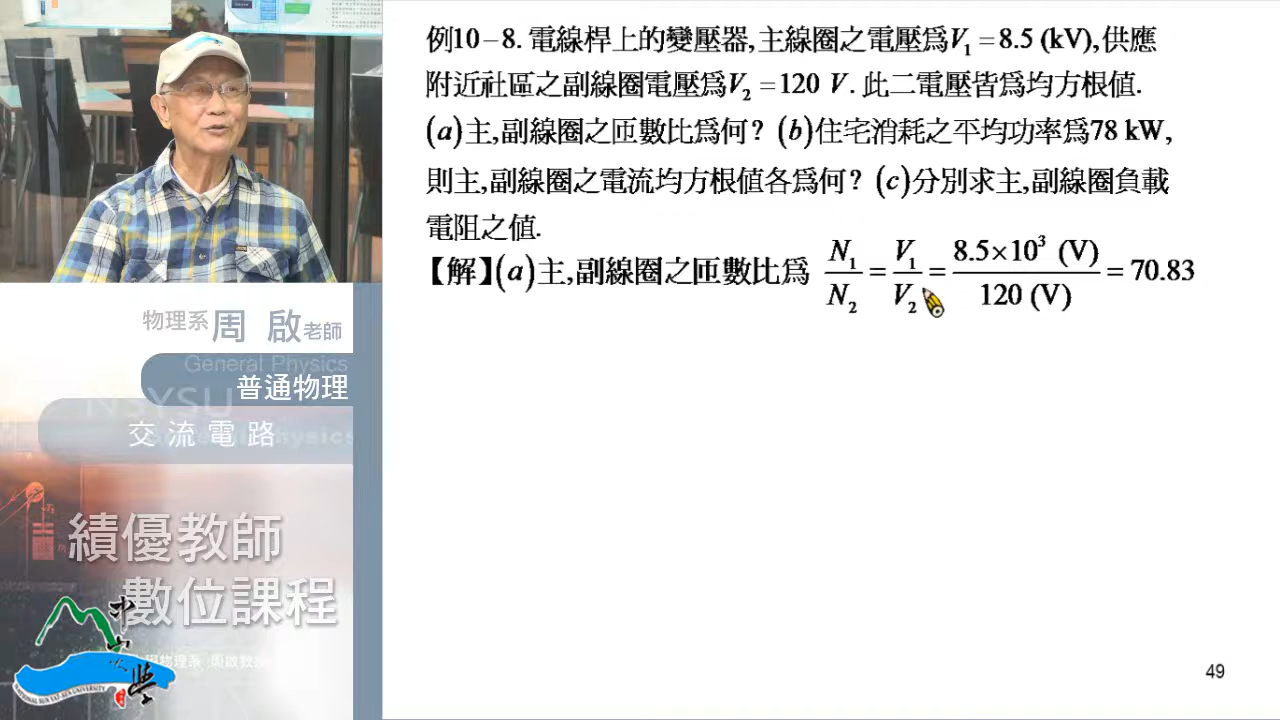 例10－8. 電線桿上的變壓器,主線圈之電壓爲V₁ = 8.5 (kV),供應
附近社區之副線圈電壓爲V₂ = 120 V. 此二電壓皆爲均方根值.
(a)主,副線圈之匝數比爲何? (b)住宅消耗之平均功率爲78 kW,
則主,副線圈之電流均方根值各爲何? (c)分別求主,副線圈負載
電阻之值.
【解】(a)主,副線圈之匝數比爲 N₁/N₂ = V₁/V₂ = 8.5×10³ (V)/120 (V) = 70.83
物理系周 啟老師
General Physics
普通物理
NSYSU
交流電路
績優教師
數位課程
NATIONAL SUN YAT-SEN UNIVERSITY
49